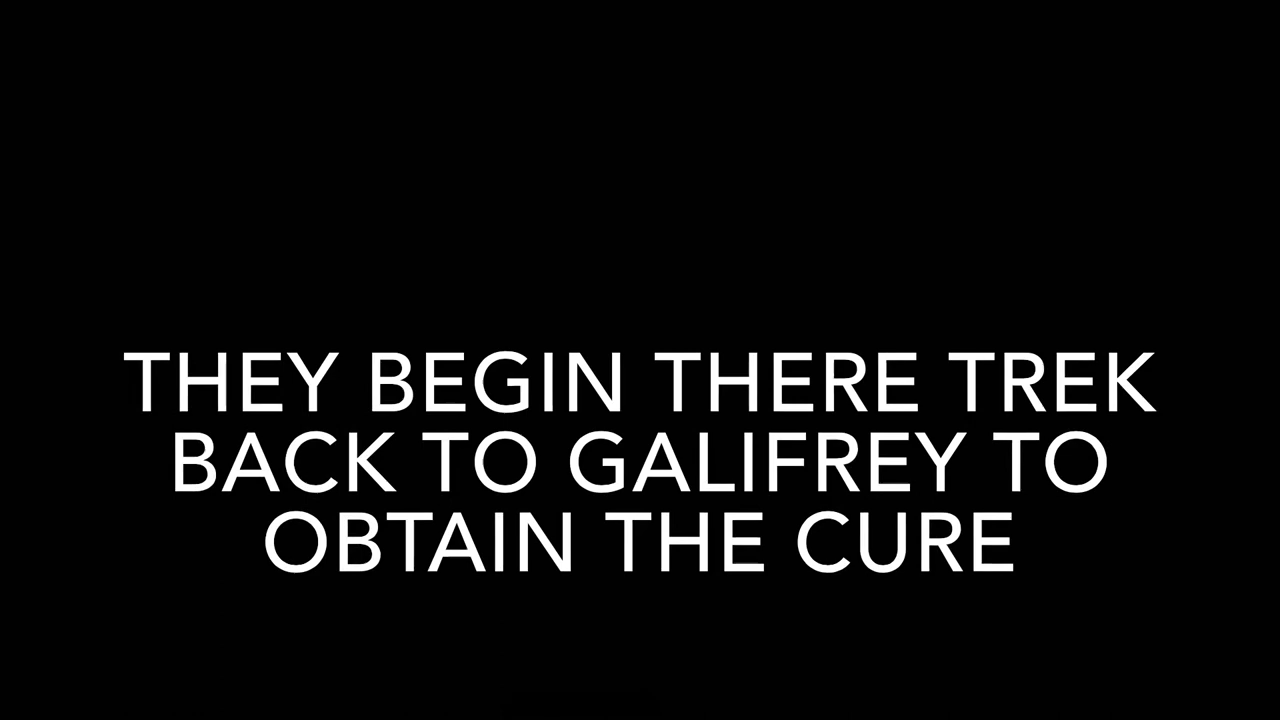 THEY BEGIN THERE TREK
BACK TO GALIFREY TO
OBTAIN THE CURE